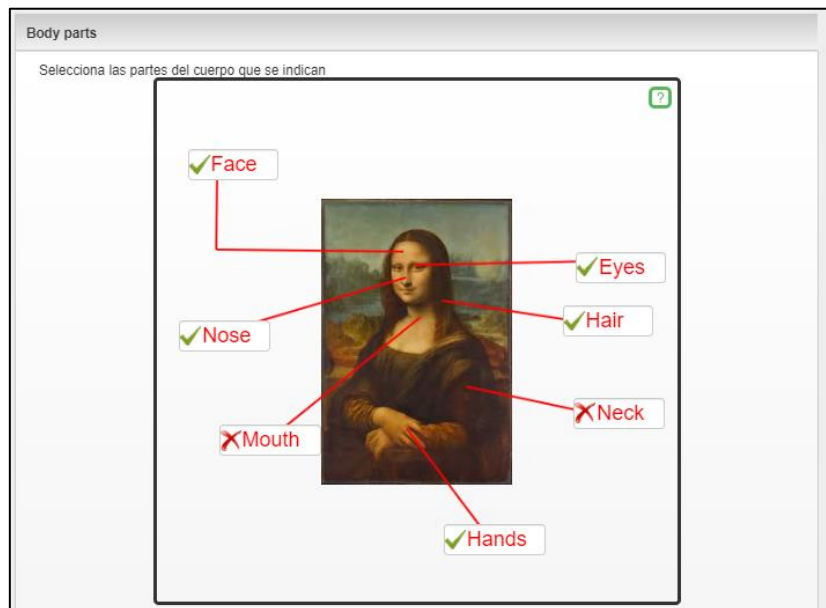 Body parts
Selecciona las partes del cuerpo que se indican
?
Face
Eyes
Hair
Nose
Neck
Mouth
Hands